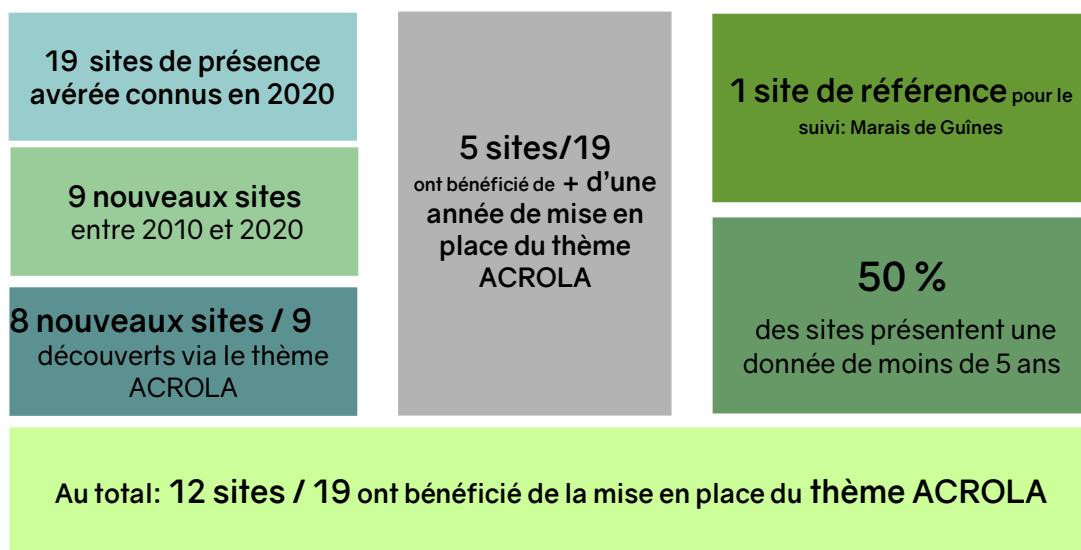 19 sites de présence
avérée connus en 2020
9 nouveaux sites
entre 2010 et 2020
8 nouveaux sites / 9
découverts via le thème
ACROLA
5 sites/19
ont bénéficié de + d'une
année de mise en
place du thème
ACROLA
1 site de référence pour le
suivi: Marais de Guînes
50 %
des sites présentent une
donnée de moins de 5 ans
Au total: 12 sites / 19 ont bénéficié de la mise en place du thème ACROLA